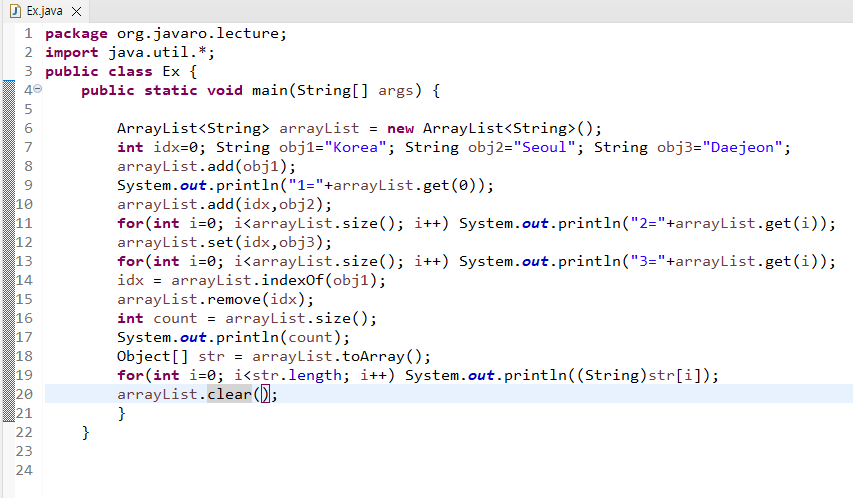 Ex.java
1 package org.javaro.lecture;
2 import java.util.*;
3 public class Ex {
4     public static void main(String[] args) {
5
6         ArrayList<String> arrayList = new ArrayList<String>();
7         int idx=0; String obj1="Korea"; String obj2="Seoul"; String obj3="Daejeon";
8         arrayList.add(obj1);
9         System.out.println("1="+arrayList.get(0));
10         arrayList.add(idx,obj2);
11         for(int i=0; i<arrayList.size(); i++) System.out.println("2="+arrayList.get(i));
12         arrayList.set(idx,obj3);
13         for(int i=0; i<arrayList.size(); i++) System.out.println("3="+arrayList.get(i));
14         idx = arrayList.indexOf(obj1);
15         arrayList.remove(idx);
16         int count = arrayList.size();
17         System.out.println(count);
18         Object[] str = arrayList.toArray();
19         for(int i=0; i<str.length; i++) System.out.println((String)str[i]);
20         arrayList.clear();
21         }
22     }
23
24